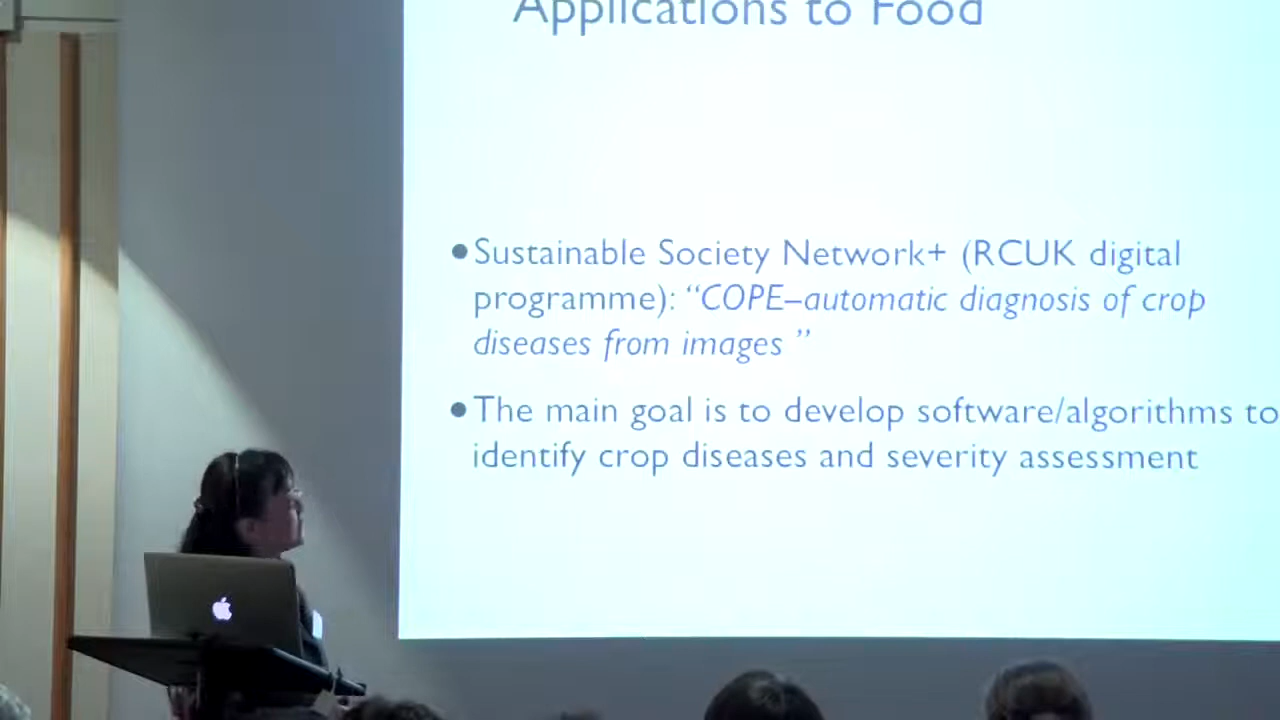 Applications to Food
•Sustainable Society Network+ (RCUK digital
programme): “COPE–automatic diagnosis of crop
diseases from images ”
•The main goal is to develop software/algorithms to
identify crop diseases and severity assessment